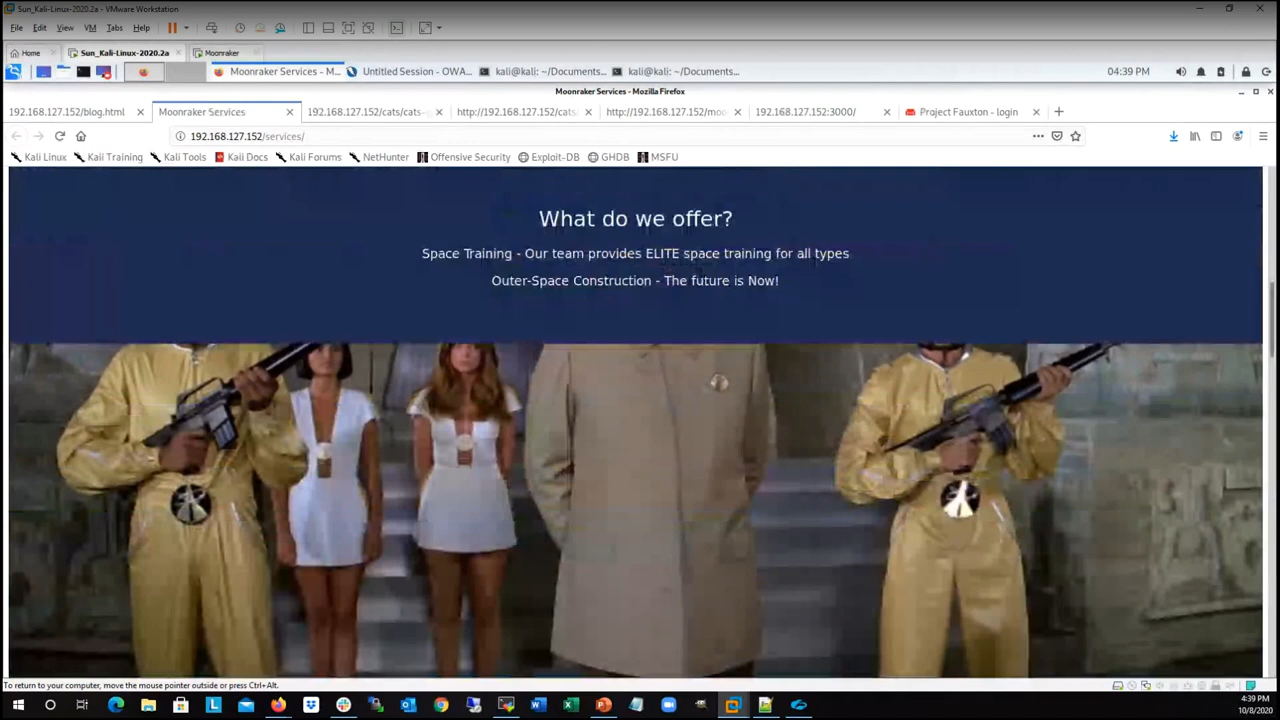 Sun_Kali-Linux-2020.2a - VMware Workstation
File Edit View VM Tabs Help
Home Sun_Kali-Linux-2020.2a Moonraker
Moonraker Services - M... Untitled Session - OWA... kali@kali: ~/Documents... kali@kali: ~/Documents... 04:39 PM
Moonraker Services - Mozilla Firefox
192.168.127.152/blog.html Moonraker Services 192.168.127.152/cats/cats- http://192.168.127.152/cats http://192.168.127.152/moo 192.168.127.152:3000/ Project Fauxton - login
192.168.127.152/services/
Kali Linux Kali Training Kali Tools Kali Docs Kali Forums NetHunter Offensive Security Exploit-DB GHDB MSFU
What do we offer?
Space Training - Our team provides ELITE space training for all types
Outer-Space Construction - The future is Now!
To return to your computer, move the mouse pointer outside or press Ctrl+Alt.
4:39 PM
10/8/2020